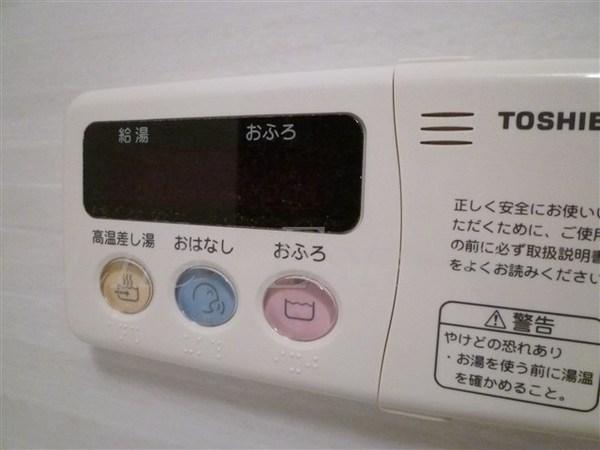 給湯 おふろ
高温差し湯 おはなし おふろ
TOSHIB
正しく安全にお使いい
ただくために、ご使用
の前に必ず取扱説明書
をよくお読みください
警告
やけどの恐れあり
・お湯を使う前に湯温
を確かめること。